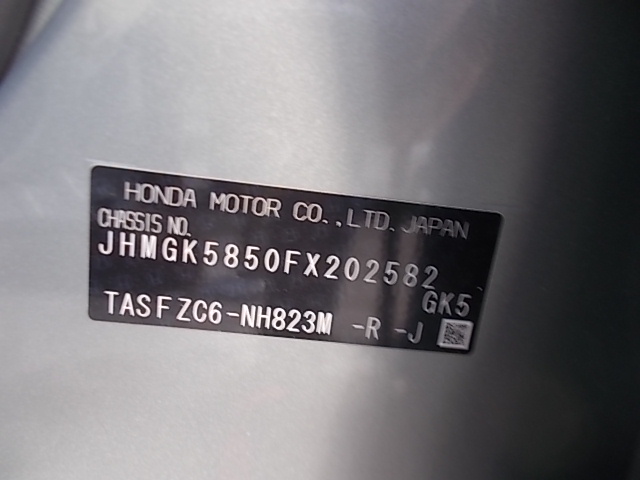 HONDA MOTOR CO.,LTD. JAPAN
CHASSIS NO.
JHMGK5850FX202582
GK5
TASFZC6-NH823M -R -J